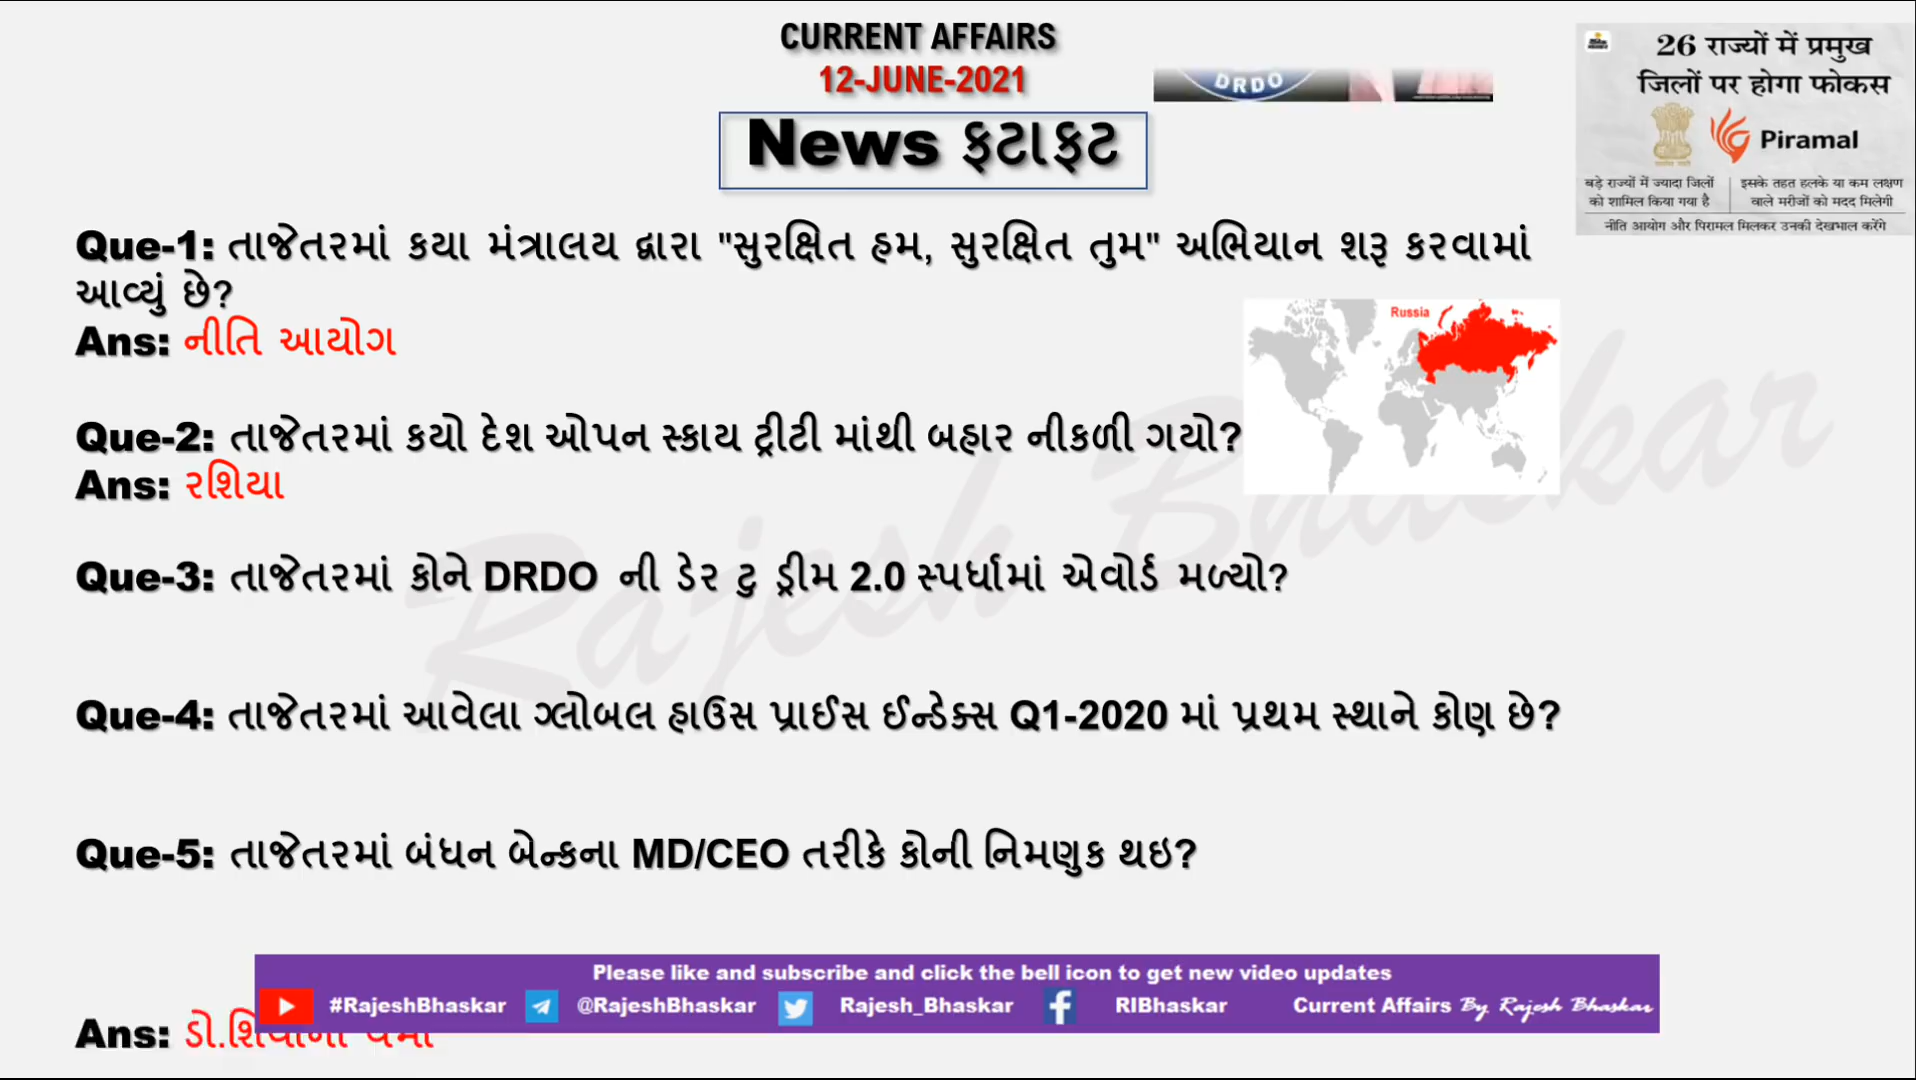 CURRENT AFFAIRS
12-JUNE-2021
DRDO
News ફટાફટ
26 राज्यों में प्रमुख
जिलों पर होगा फोकस
Piramal
बड़े राज्यों में ज्यादा जिलों
को शामिल किया गया है
इसके तहत हलके या कम लक्षण
वाले मरीजों को मदद मिलेगी
नीति आयोग और पिरामल मिलकर उनकी देखभाल करेंगे
Que-1: તાજેતરમાં કયા મંત્રાલય દ્વારા "સુરક્ષિત હમ, સુરક્ષિત તુમ" અભિયાન શરૂ કરવામાં
આવ્યું છે?
Ans: નીતિ આયોગ
Russia
Que-2: તાજેતરમાં કયો દેશ ઓપન સ્કાય ટ્રીટી માંથી બહાર નીકળી ગયો?
Ans: રશિયા
Que-3: તાજેતરમાં કોને DRDO ની ડેર ટુ ડ્રીમ 2.0 સ્પર્ધામાં એવોર્ડ મળ્યો?
Que-4: તાજેતરમાં આવેલા ગ્લોબલ હાઉસ પ્રાઈસ ઈન્ડેક્સ Q1-2020 માં પ્રથમ સ્થાને કોણ છે?
Que-5: તાજેતરમાં બંધન બેન્કના MD/CEO તરીકે કોની નિમણુક થઇ?
Please like and subscribe and click the bell icon to get new video updates
#RajeshBhaskar @RajeshBhaskar Rajesh_Bhaskar RIBhaskar Current Affairs By Rajesh Bhaskar
Ans: ડો.
Rajesh Bhaskar